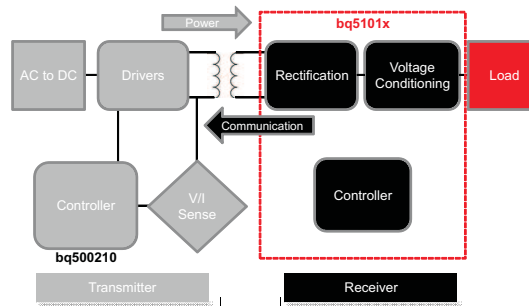 Power
bq5101x
AC to DC
Drivers
Rectification
Voltage
Conditioning
Load
Communication
Controller
V/I
Sense
Controller
bq500210
Transmitter
Receiver